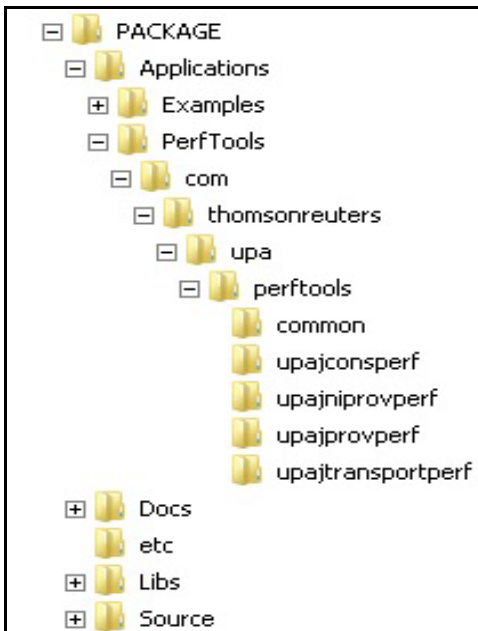 PACKAGE
Applications
Examples
PerfTools
com
thomsonreuters
upa
perftools
common
upajconsperf
upajniprovperf
upajprovperf
upajtransportperf
Docs
etc
Libs
Source